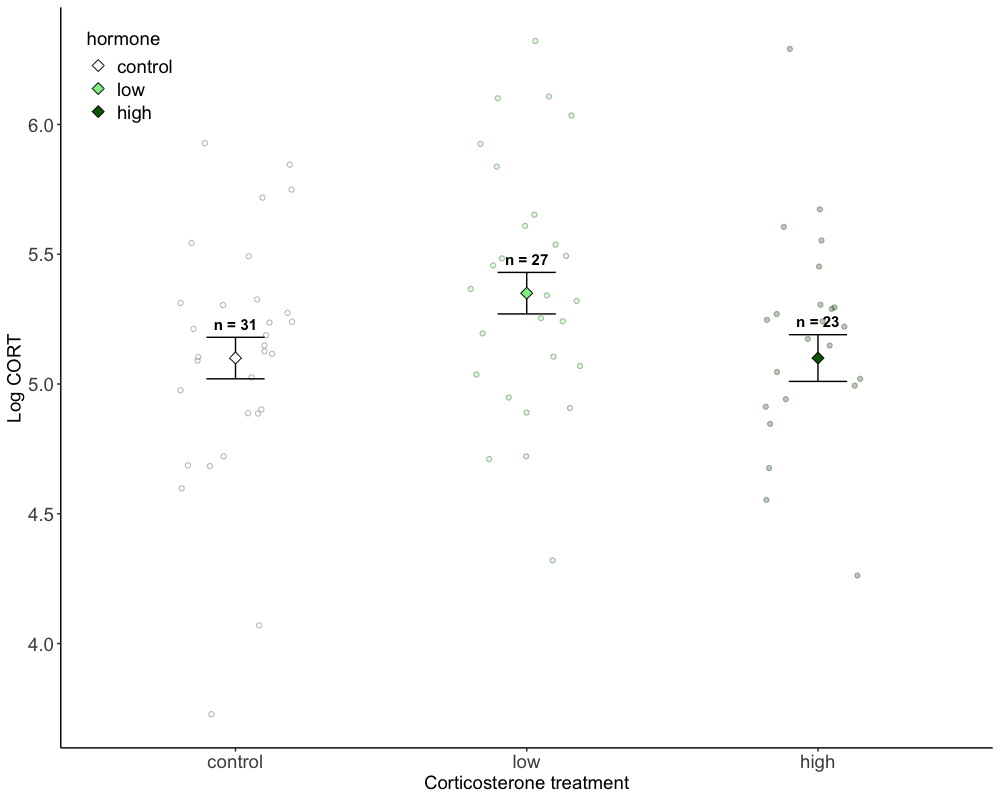 hormone
control
low
high
6.0
5.5
5.0
4.5
4.0
Log CORT
n = 31
n = 27
n = 23
control
low
high
Corticosterone treatment